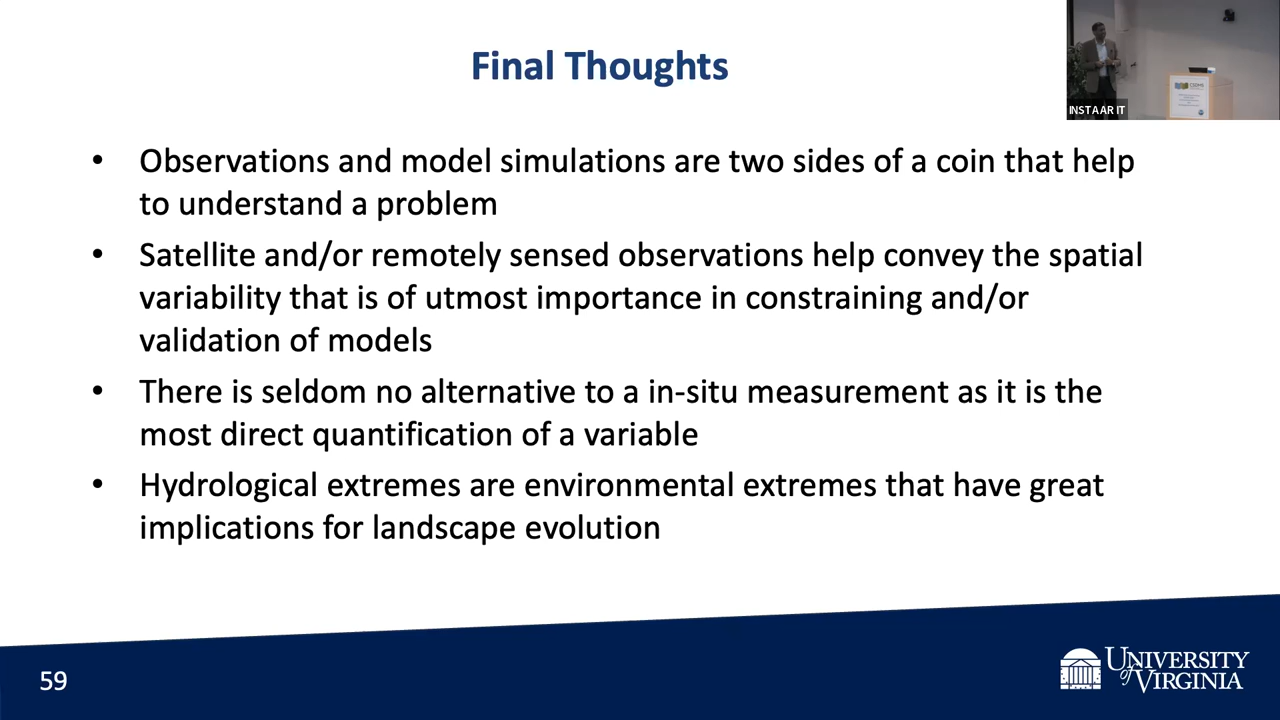 Final Thoughts
INSTAAR IT
• Observations and model simulations are two sides of a coin that help
to understand a problem
• Satellite and/or remotely sensed observations help convey the spatial
variability that is of utmost importance in constraining and/or
validation of models
• There is seldom no alternative to a in-situ measurement as it is the
most direct quantification of a variable
• Hydrological extremes are environmental extremes that have great
implications for landscape evolution
59
UNIVERSITY
of VIRGINIA